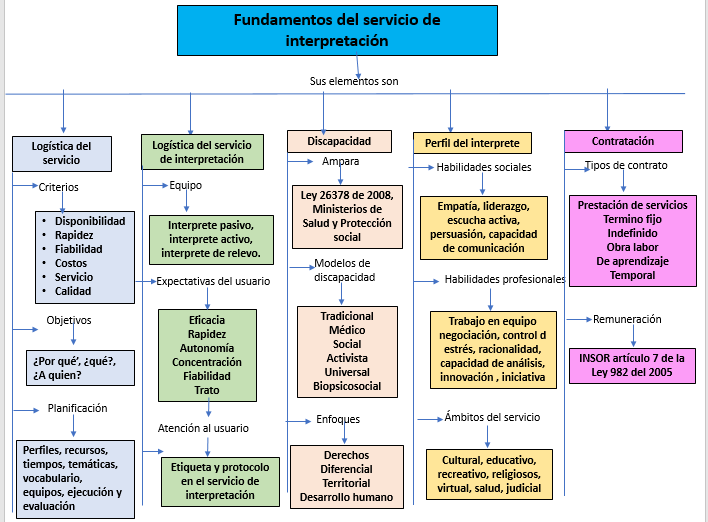 Fundamentos del servicio de
interpretación
Sus elementos son
Logística del
servicio
Criterios
• Disponibilidad
• Rapidez
• Fiabilidad
• Costos
• Servicio
• Calidad
Objetivos
¿Por qué’, ¿qué?,
¿A quien?
Planificación
Perfiles, recursos,
tiempos, temáticas,
vocabulario,
equipos, ejecución y
evaluación
Logística del servicio
de interpretación
Equipo
Interprete pasivo,
interprete activo,
interprete de relevo.
Expectativas del usuario
Eficacia
Rapidez
Autonomía
Concentración
Fiabilidad
Trato
Atención al usuario
Etiqueta y protocolo
en el servicio de
interpretación
Discapacidad
Ampara
Ley 26378 de 2008,
Ministerios de
Salud y Protección
social
Modelos de
discapacidad
Tradicional
Médico
Social
Activista
Universal
Biopsicosocial
Enfoques
Derechos
Diferencial
Territorial
Desarrollo humano
Perfil del interprete
Habilidades sociales
Empatía, liderazgo,
escucha activa,
persuasión, capacidad
de comunicación
Habilidades profesionales
Trabajo en equipo
negociación, control d
estrés, racionalidad,
capacidad de análisis,
innovación , iniciativa
Ámbitos del servicio
Cultural, educativo,
recreativo, religiosos,
virtual, salud, judicial
Contratación
Tipos de contrato
Prestación de servicios
Termino fijo
Indefinido
Obra labor
De aprendizaje
Temporal
Remuneración
INSOR artículo 7 de la
Ley 982 del 2005